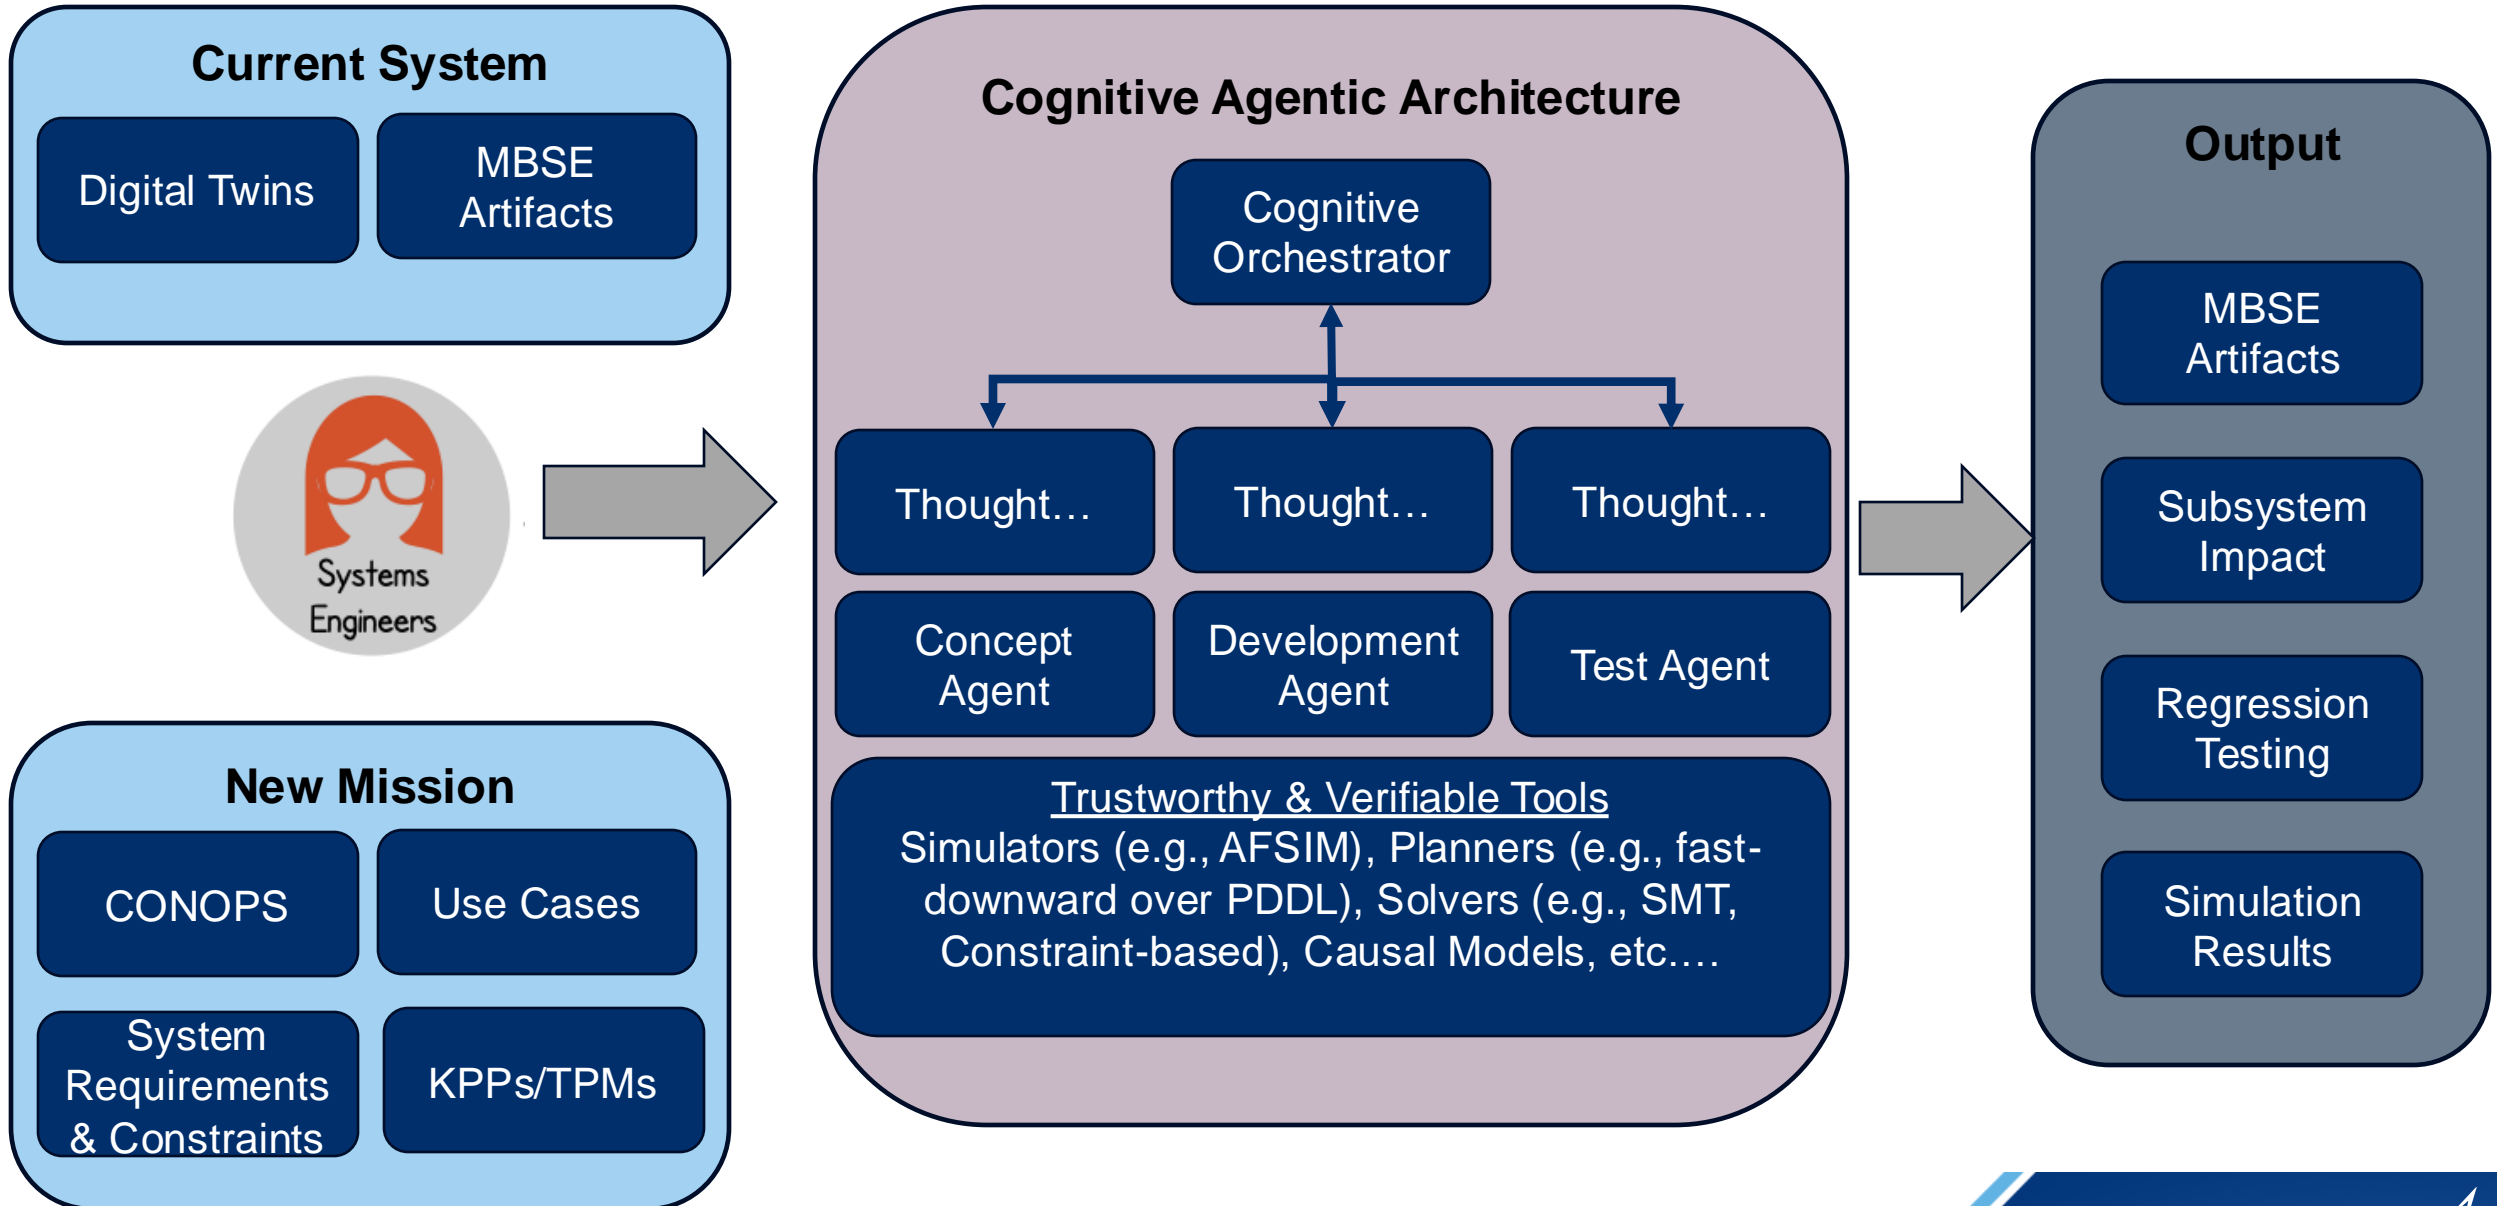 Current System
Digital Twins
MBSE
Artifacts
Systems
Engineers
New Mission
CONOPS
Use Cases
System
Requirements
& Constraints
KPPs/TPMs
Cognitive Agentic Architecture
Cognitive
Orchestrator
Thought…
Thought…
Thought…
Concept
Agent
Development
Agent
Test Agent
Trustworthy & Verifiable Tools
Simulators (e.g., AFSIM), Planners (e.g., fast-
downward over PDDL), Solvers (e.g., SMT,
Constraint-based), Causal Models, etc.…
Output
MBSE
Artifacts
Subsystem
Impact
Regression
Testing
Simulation
Results